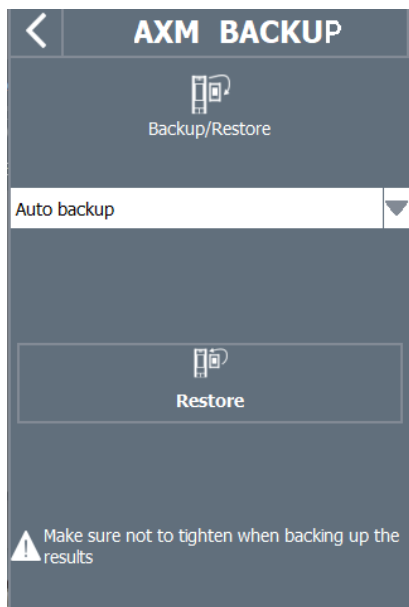 AXM BACKUP
Backup/Restore
Auto backup
Restore
Make sure not to tighten when backing up the
results